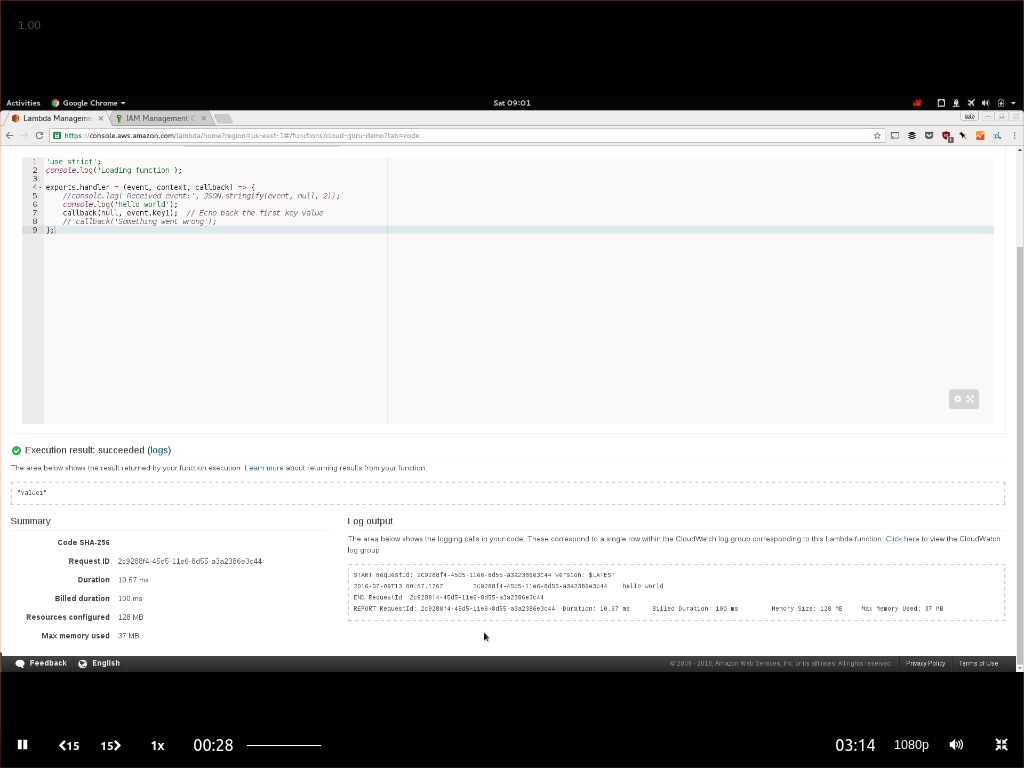 1.00
Activities Google Chrome Sat 09:01
Lambda Manageme × IAM Management C ×
https://console.aws.amazon.com/lambda/home?region=us-east-1#/functions/cloud-guru-demo?tab=code
1 'use strict';
2 console.log('Loading function');
3
4 exports.handler = (event, context, callback) => {
5 //console.log('Received event:', JSON.stringify(event, null, 2));
6 console.log('hello world');
7 callback(null, event.key1); // Echo back the first key value
8 // callback('Something went wrong');
9 };
Execution result: succeeded (logs)
The area below shows the result returned by your function execution. Learn more about returning results from your function.
"value1"
Summary
Code SHA-256
Request ID 2c9288f4-45d5-11e6-8d55-a3a2386e3c44
Duration 10.67 ms
Billed duration 100 ms
Resources configured 128 MB
Max memory used 37 MB
Log output
The area below shows the logging calls in your code. These correspond to a single row within the CloudWatch log group corresponding to this Lambda function. Click here to view the CloudWatch
log group.
START RequestId: 2c9288f4-45d5-11e6-8d55-a3a2386e3c44 Version: $LATEST
2c9288f4-45d5-11e6-8d55-a3a2386e3c44 hello world
END RequestId: 2c9288f4-45d5-11e6-8d55-a3a2386e3c44
REPORT RequestId: 2c9288f4-45d5-11e6-8d55-a3a2386e3c44 Duration: 10.67 ms Billed Duration: 100 ms Memory Size: 128 MB Max Memory Used: 37 MB
Feedback English © 2008 - 2016, Amazon Web Services, Inc. or its affiliates. All rights reserved. Privacy Policy Terms of Use
15 15 1x 00:28 03:14 1080p